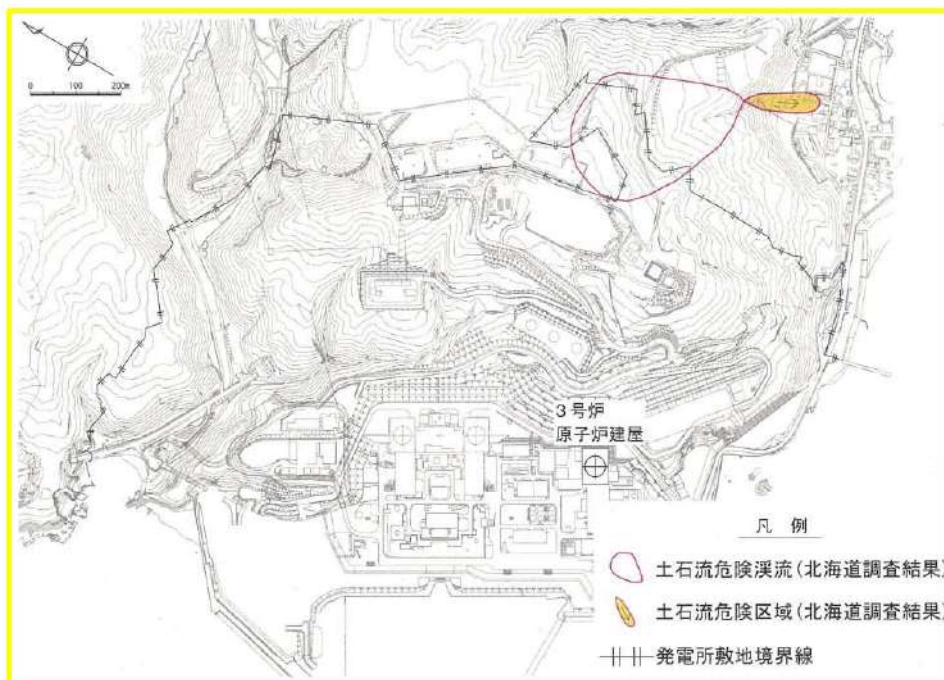 0 100 200m
3号炉
原子炉建屋
凡 例
土石流危険渓流(北海道調査結果)
土石流危険区域(北海道調査結果)
発電所敷地境界線